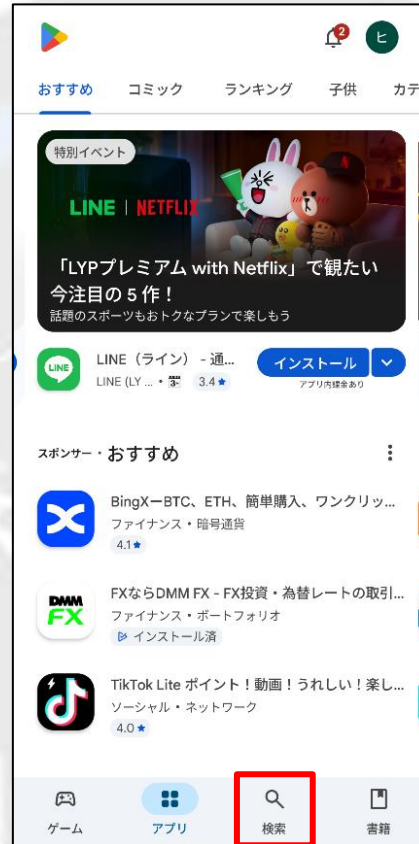 2
ヒ
おすすめ コミック ランキング 子供 カテ
特別イベント
LINE | NETFLIX
「LYPプレミアム with Netflix」で観たい
今注目の 5 作！
話題のスポーツもおトクなプランで楽しもう
LINE
LINE（ライン） - 通...
インストール
LINE (LY ... • 3+ 3.4★
アプリ内課金あり
スポンサー・おすすめ
BingXーBTC、ETH、簡単購入、ワンクリッ...
ファイナンス • 暗号通貨
4.1★
DMM
FX
FXならDMM FX - FX投資・為替レートの取引...
ファイナンス • ポートフォリオ
インストール済
TikTok Lite ポイント！動画！うれしい！楽し...
ソーシャル • ネットワーク
4.0★
ゲーム アプリ 検索 書籍